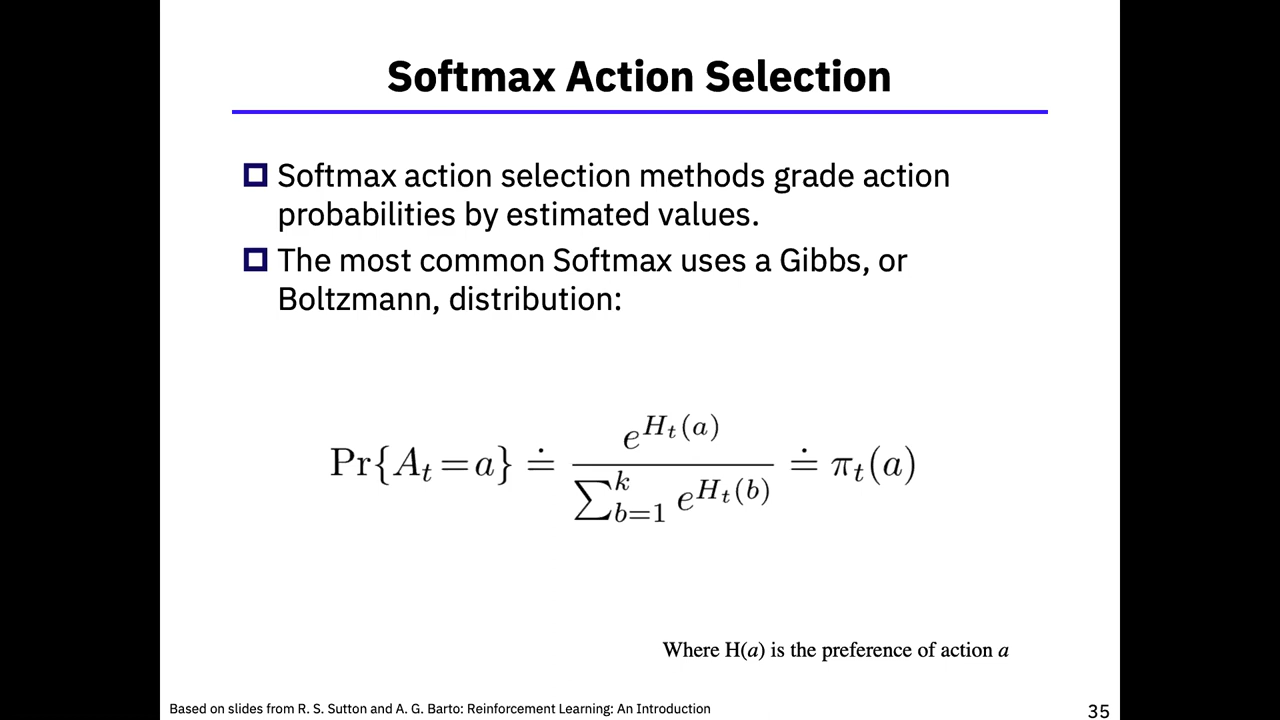 Softmax Action Selection
Softmax action selection methods grade action
probabilities by estimated values.
The most common Softmax uses a Gibbs, or
Boltzmann, distribution:
Pr{A_t = a} ≐ \frac{e^{H_t(a)}}{\sum_{b=1}^{k} e^{H_t(b)}} ≐ π_t(a)
Where H(a) is the preference of action a
Based on slides from R. S. Sutton and A. G. Barto: Reinforcement Learning: An Introduction
35